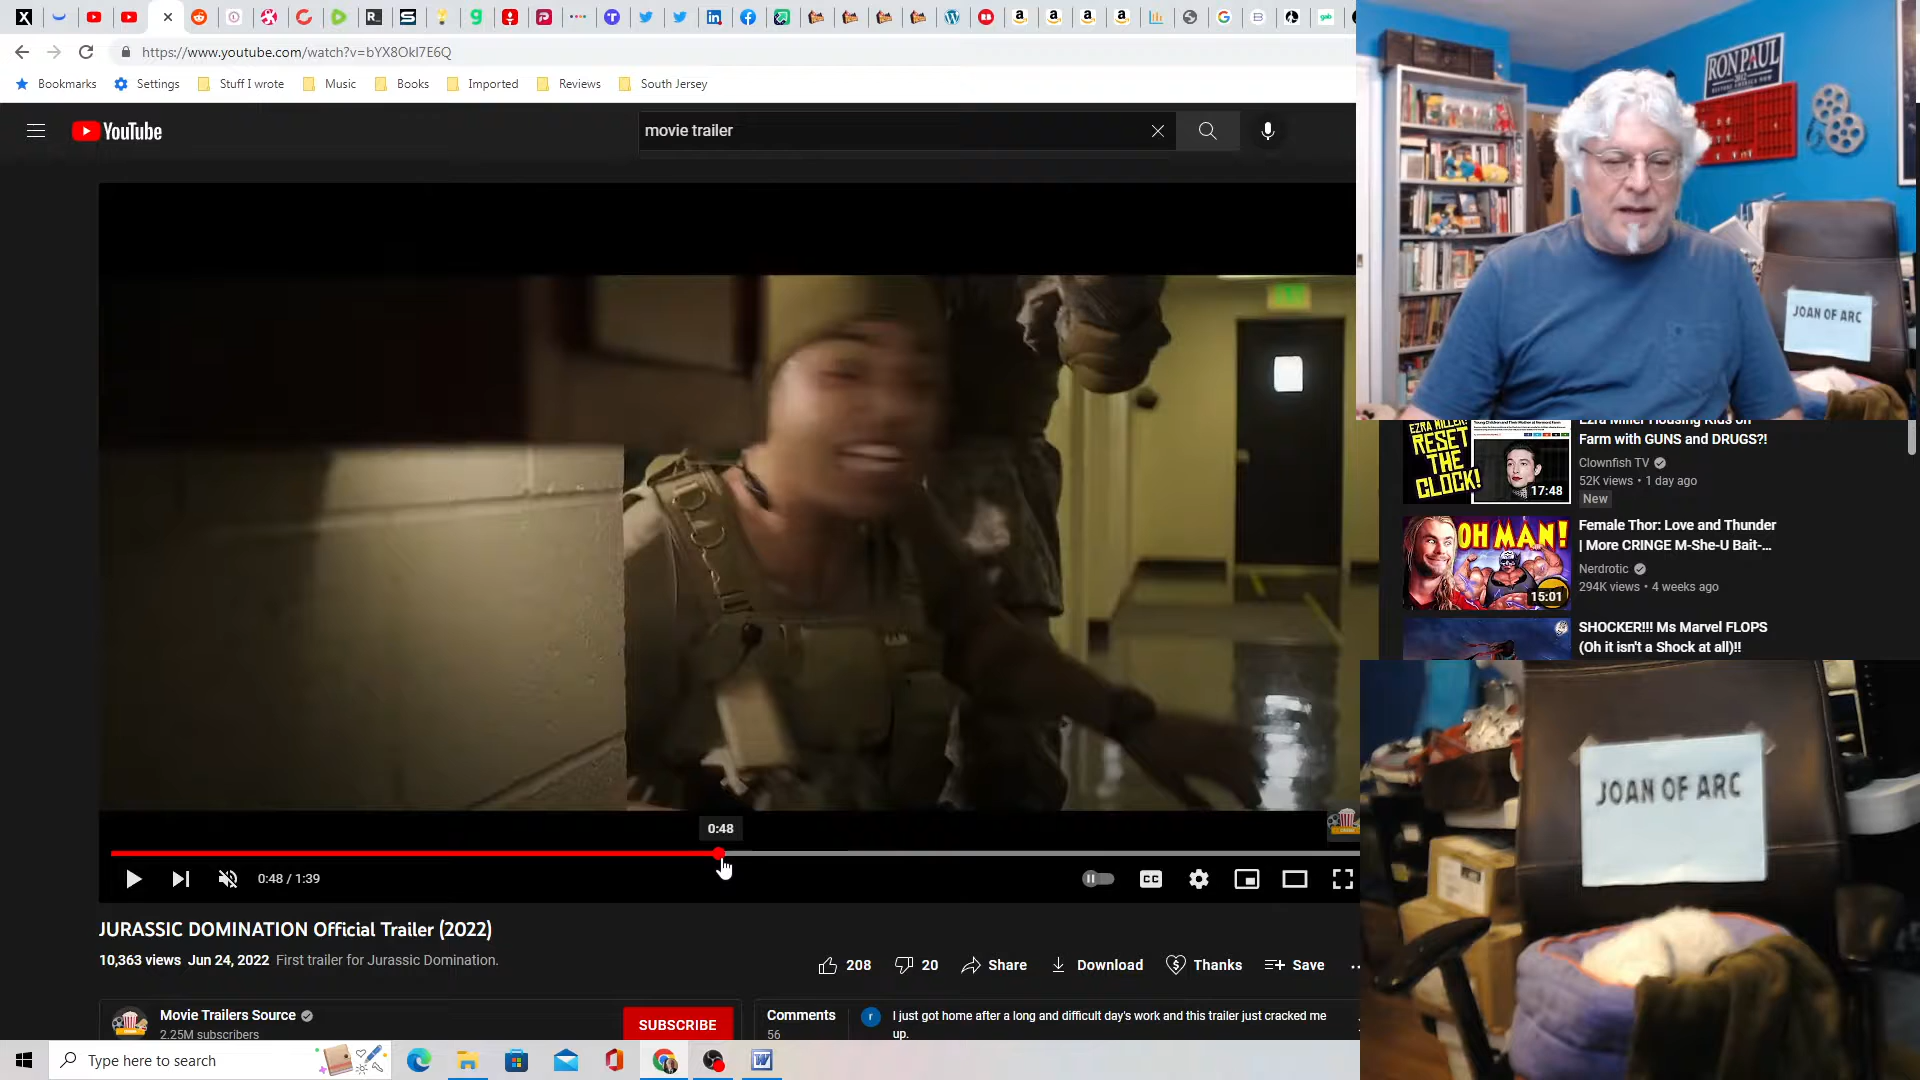 https://www.youtube.com/watch?v=bYX8OkI7E6Q
Bookmarks
Settings
Stuff I wrote
Music
Books
Imported
Reviews
South Jersey
YouTube
movie trailer
RON PAUL
JOAN OF ARC
EZRA MILLER:
RESET
THE
CLOCK!
17:48
Farm with GUNS and DRUGS?!
Clownfish TV
52K views • 1 day ago
New
OH MAN!
15:01
Female Thor: Love and Thunder
| More CRINGE M-She-U Bait-...
Nerdrotic
294K views • 4 weeks ago
SHOCKER!!! Ms Marvel FLOPS
(Oh it isn't a Shock at all)!!
JOAN OF ARC
0:48
0:48 / 1:39
CC
JURASSIC DOMINATION Official Trailer (2022)
10,363 views Jun 24, 2022 First trailer for Jurassic Domination.
208
20
Share
Download
Thanks
Save
Movie Trailers Source
2.25M subscribers
SUBSCRIBE
Comments
56
r
I just got home after a long and difficult day's work and this trailer just cracked me
up.
Type here to search